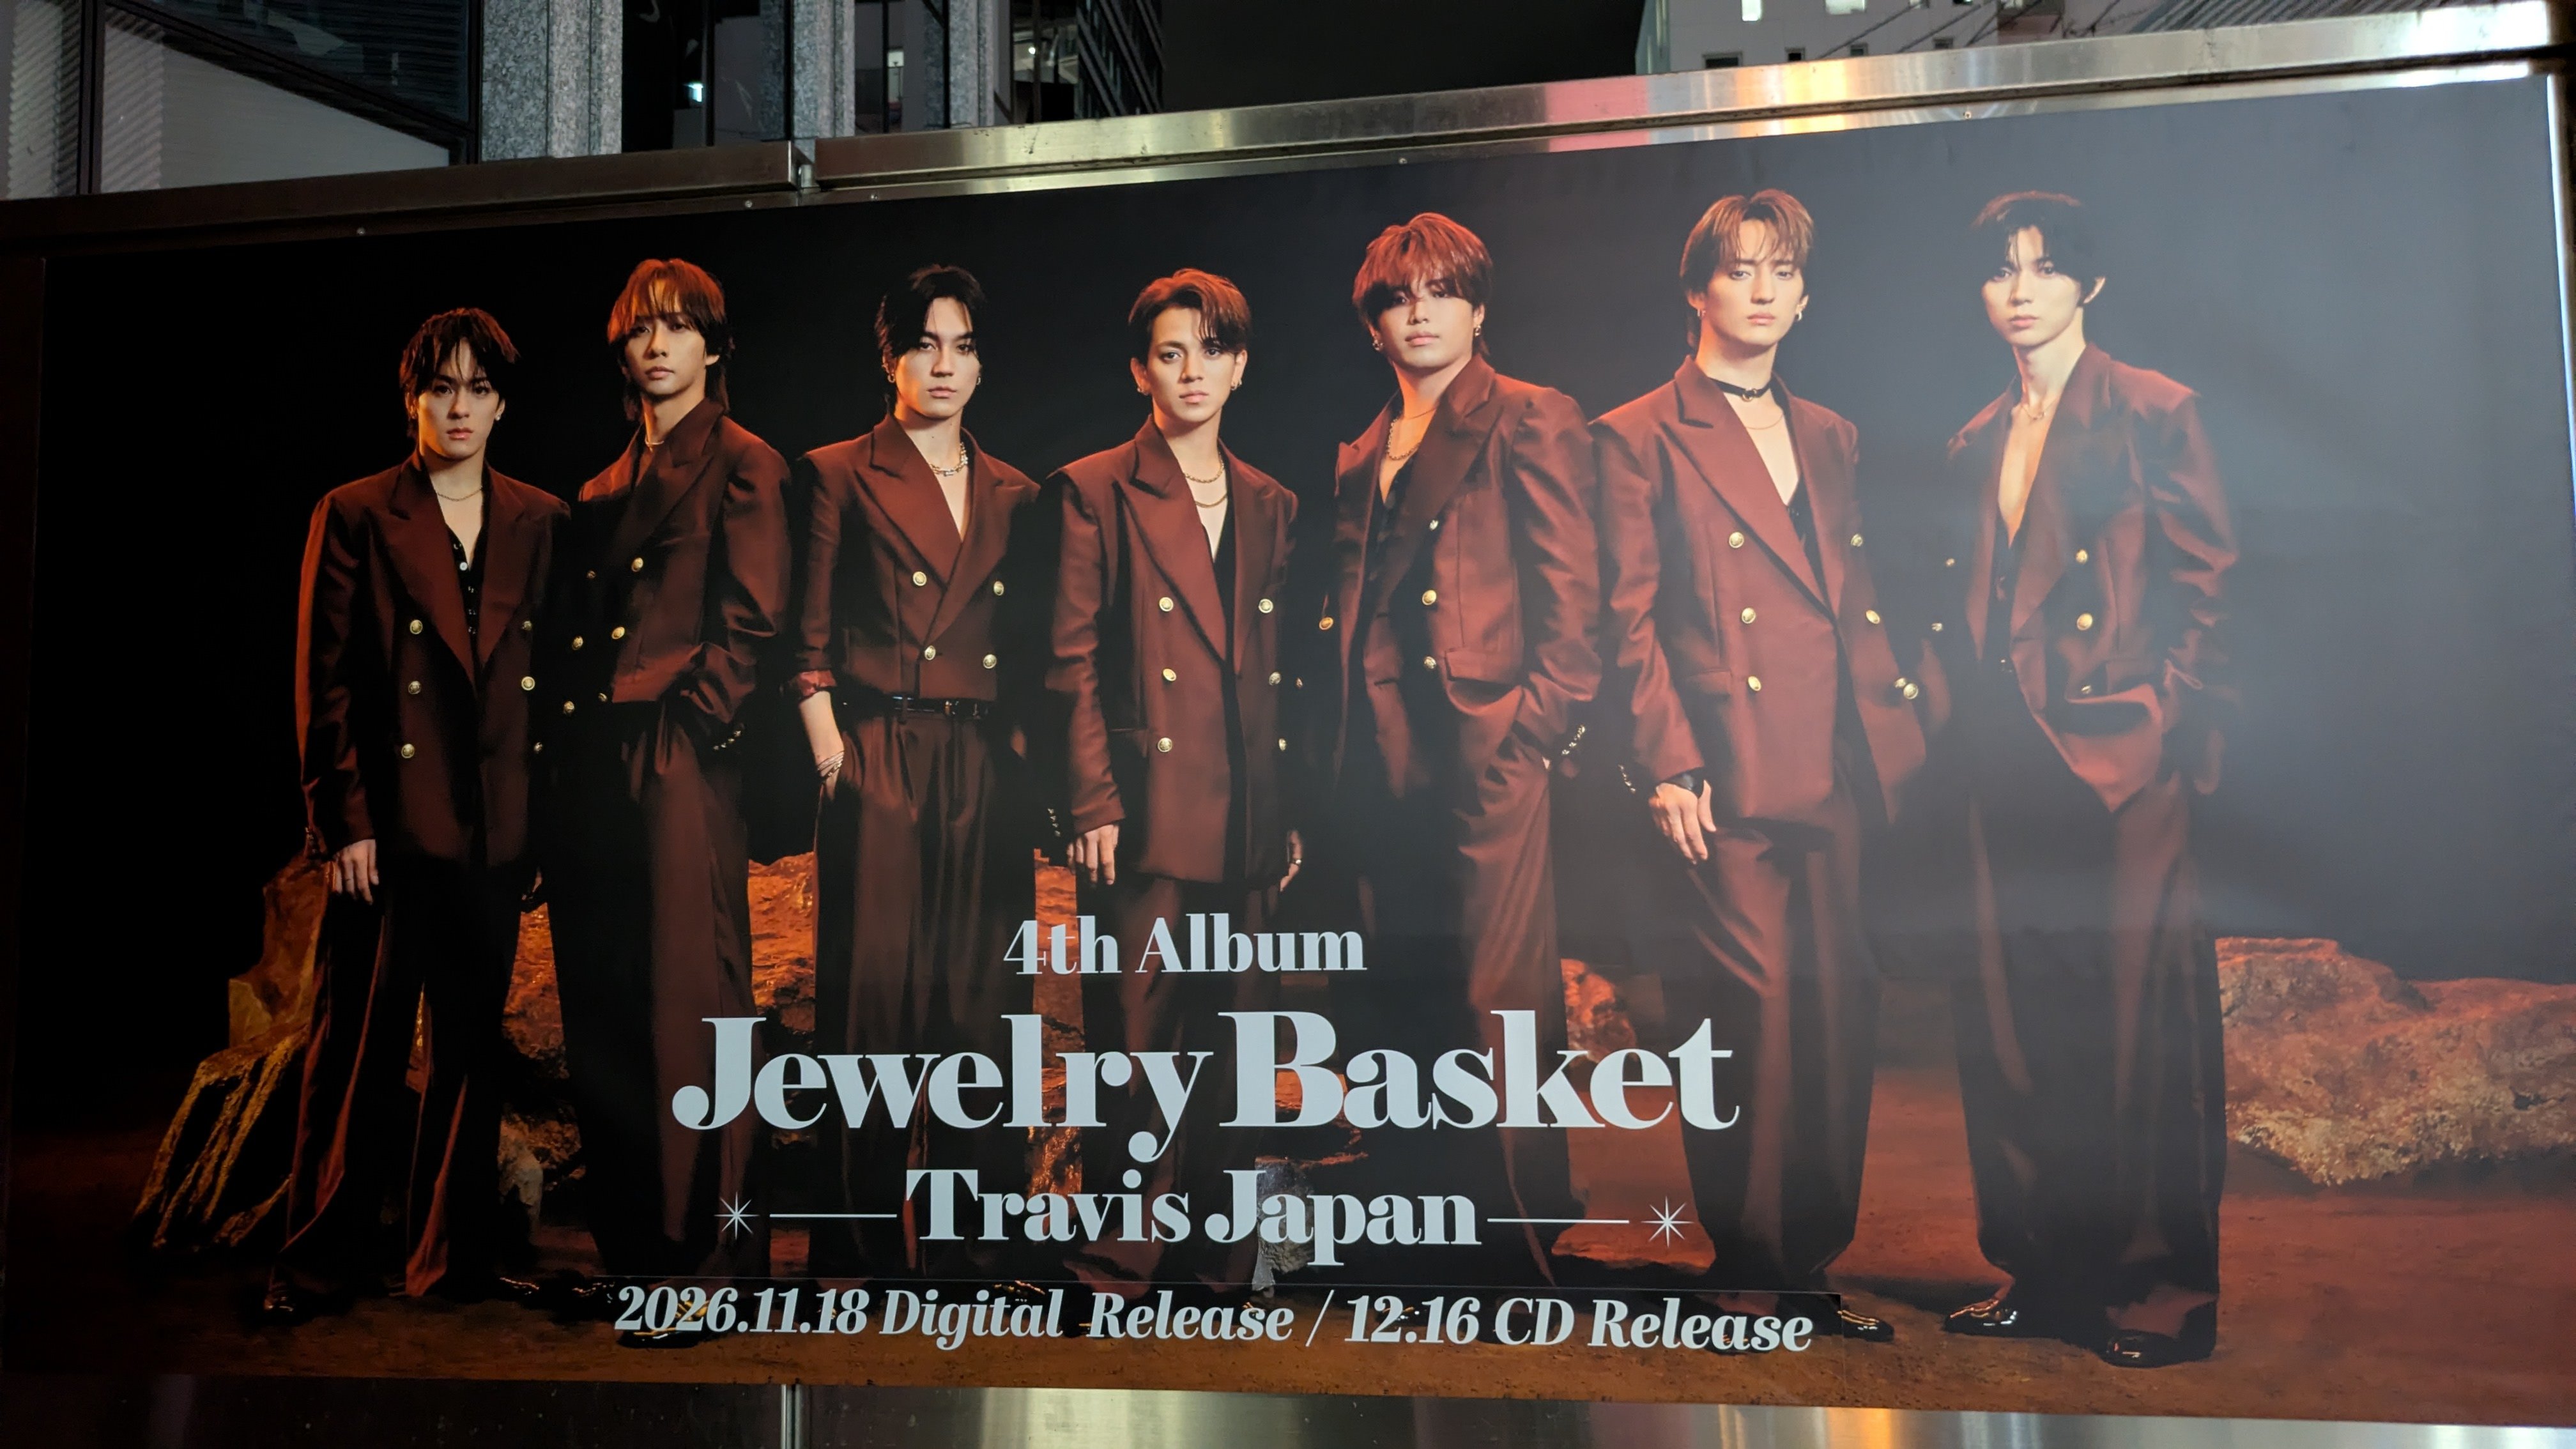 4th Album
Jewelry Basket
Travis Japan
2026.11.18 Digital Release / 12.16 CD Release